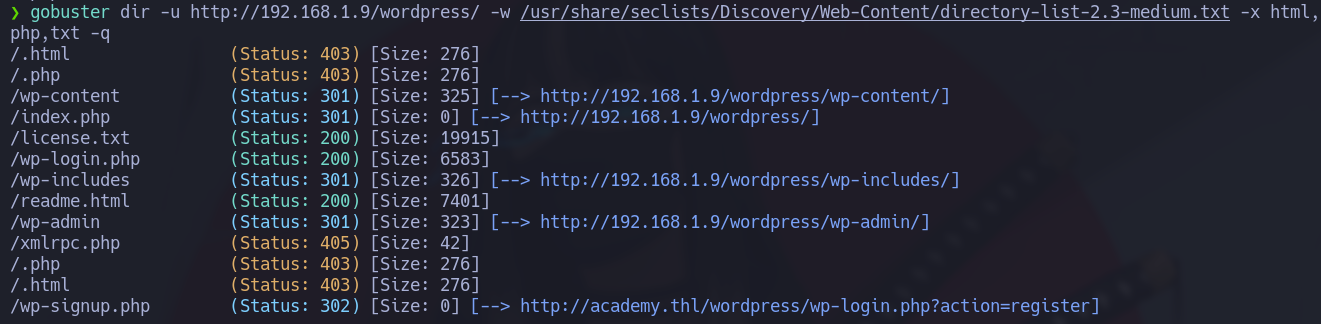 ❯ gobuster dir -u http://192.168.1.9/wordpress/ -w /usr/share/seclists/Discovery/Web-Content/directory-list-2.3-medium.txt -x html,
php,txt -q
/.html                (Status: 403) [Size: 276]
/.php                 (Status: 403) [Size: 276]
/wp-content           (Status: 301) [Size: 325] [--> http://192.168.1.9/wordpress/wp-content/]
/index.php            (Status: 301) [Size: 0] [--> http://192.168.1.9/wordpress/]
/license.txt          (Status: 200) [Size: 19915]
/wp-login.php         (Status: 200) [Size: 6583]
/wp-includes          (Status: 301) [Size: 326] [--> http://192.168.1.9/wordpress/wp-includes/]
/readme.html          (Status: 200) [Size: 7401]
/wp-admin             (Status: 301) [Size: 323] [--> http://192.168.1.9/wordpress/wp-admin/]
/xmlrpc.php           (Status: 405) [Size: 42]
/.php                 (Status: 403) [Size: 276]
/.html                (Status: 403) [Size: 276]
/wp-signup.php        (Status: 302) [Size: 0] [--> http://academy.thl/wordpress/wp-login.php?action=register]